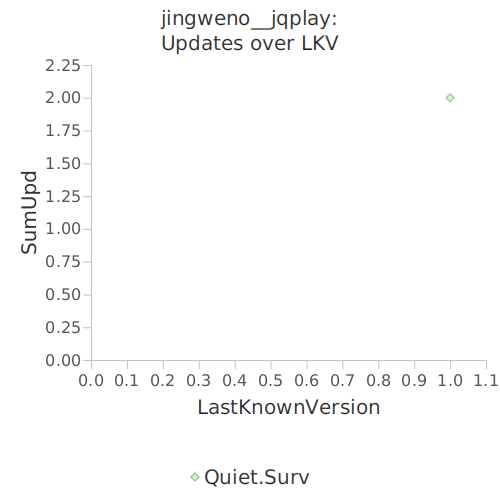 jingweno__jqplay:
Updates over LKV
2.25
2.00
1.75
1.50
1.25
1.00
0.75
0.50
0.25
0.00
SumUpd
0.0 0.1 0.2 0.3 0.4 0.5 0.6 0.7 0.8 0.9 1.0 1.1
LastKnownVersion
Quiet.Surv